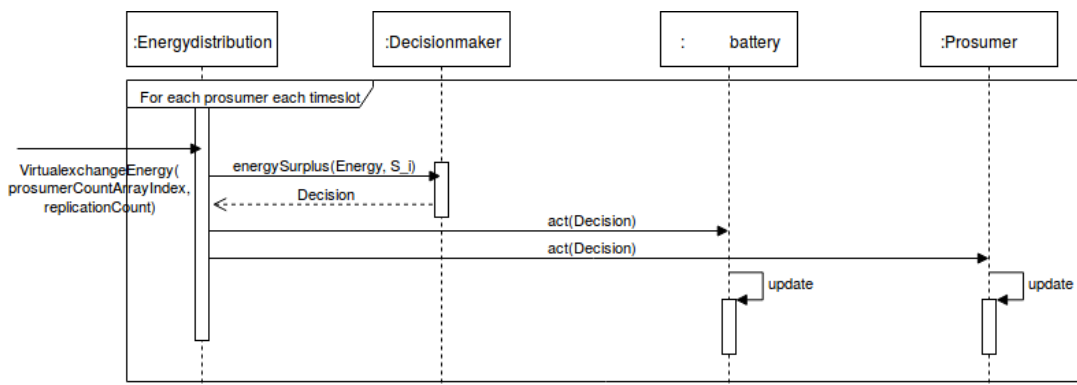 :Energydistribution
:Decisionmaker
: battery
:Prosumer
For each prosumer each timeslot
VirtualexchangeEnergy(
prosumerCountArrayIndex,
replicationCount)
energySurplus(Energy, S_i)
Decision
act(Decision)
act(Decision)
update
update